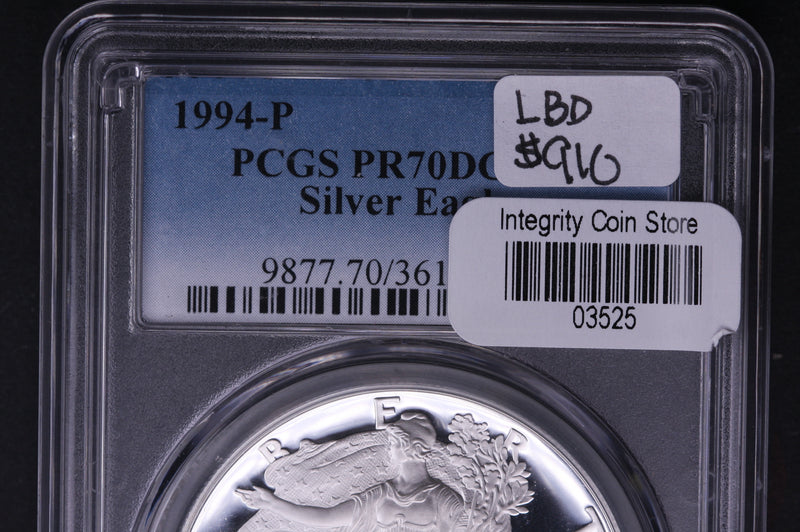 1994-P
PCGS PR70DC
Silver Eagl
9877.70/361
LBD
$910
Integrity Coin Store
03525
B E R T